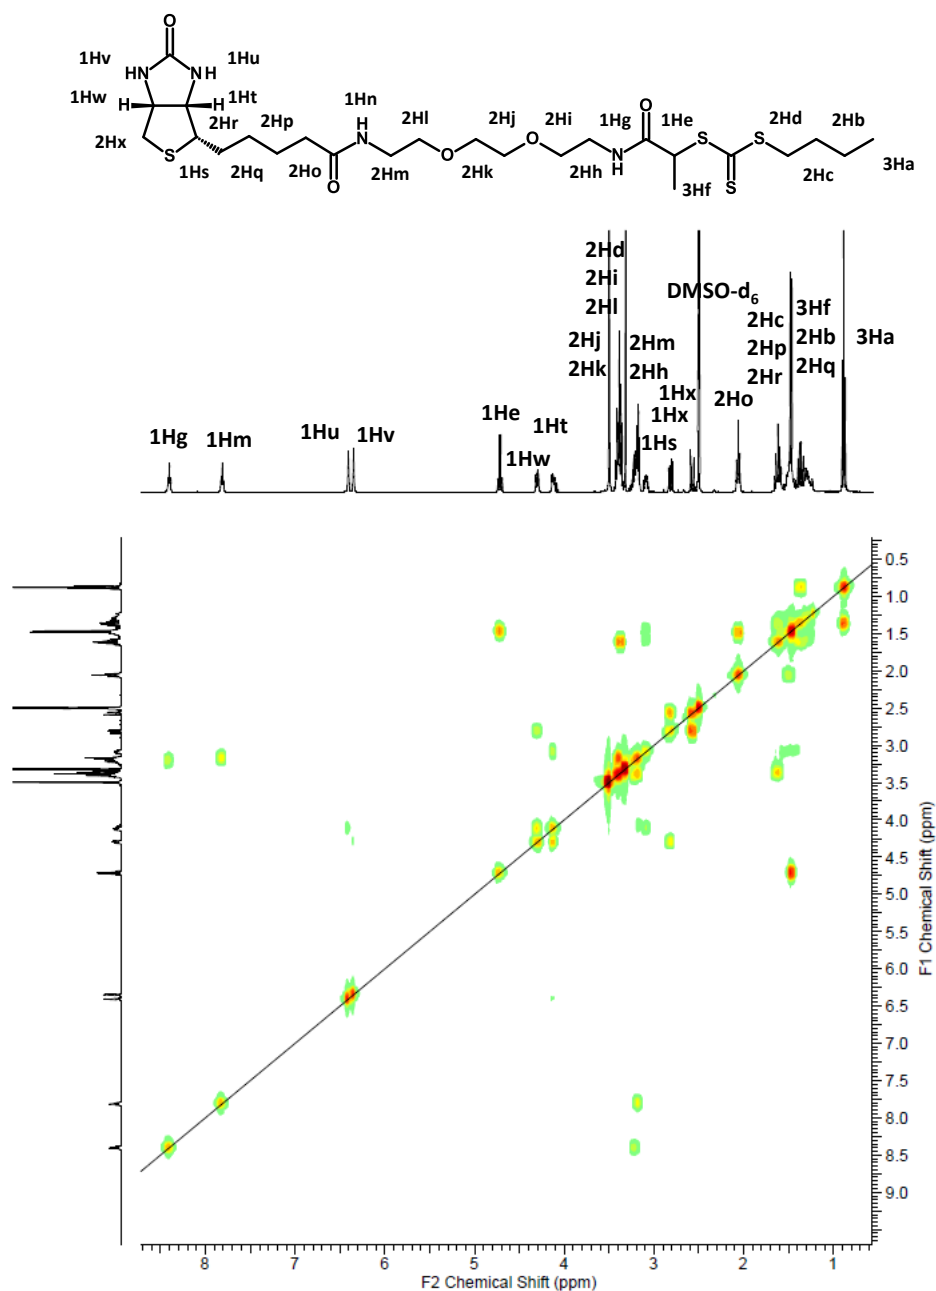 O
1Hv
1Hu
HN
NH
1Hw
H
H
1Ht
1Hn
2Hl
2Hj
2Hi
1Hg
O
1He
2Hd
2Hb
2Hr
2Hp
H
N
O
S
S
2Hx
S
O
N
H
3Ha
1Hs
2Hq
2Ho
O
2Hm
2Hk
2Hh
3Hf
S
2Hc
2Hd
2Hi
2Hl
DMSO-d6
2Hj
2Hk
2Hm
2Hh
2Hc
2Hp
2Hr
3Hf
2Hb
2Hq
3Ha
1Hx
1Hx
1Hs
2Ho
1Hg
1Hm
1Hu
1Hv
1He
1Hw
1Ht
0.5
1.0
1.5
2.0
2.5
3.0
3.5
4.0
4.5
5.0
5.5
6.0
6.5
7.0
7.5
8.0
8.5
9.0
F1 Chemical Shift (ppm)
8 7 6 5 4 3 2 1
F2 Chemical Shift (ppm)